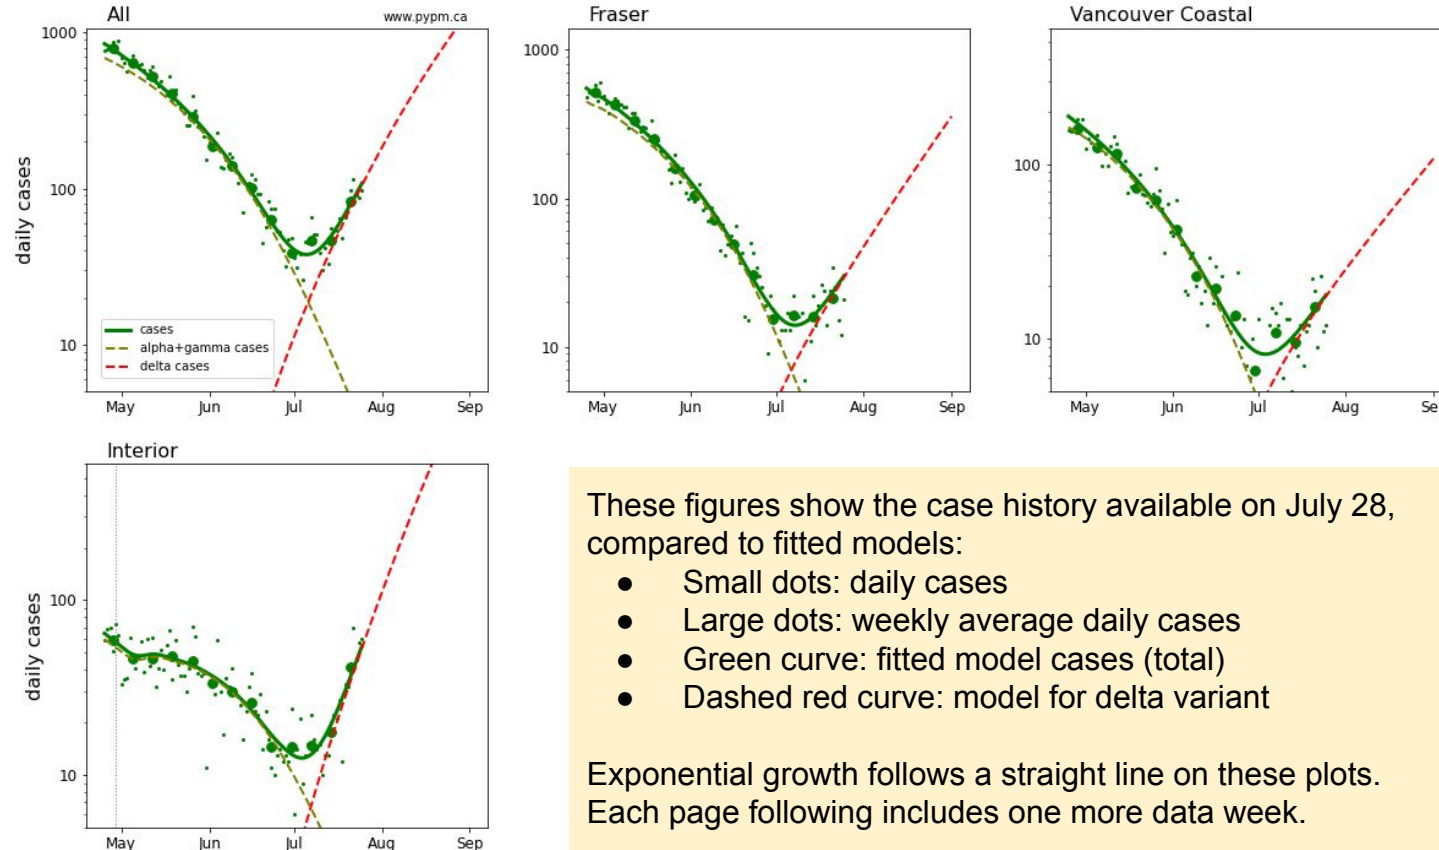 All
www.pypm.ca
1000
100
10
daily cases
cases
alpha+gamma cases
delta cases
May Jun Jul Aug Sep
Fraser
1000
100
10
May Jun Jul Aug Sep
Vancouver Coastal
100
10
May Jun Jul Aug Se
Interior
100
10
daily cases
May Jun Jul Aug Sep
These figures show the case history available on July 28,
compared to fitted models:
● Small dots: daily cases
● Large dots: weekly average daily cases
● Green curve: fitted model cases (total)
● Dashed red curve: model for delta variant
Exponential growth follows a straight line on these plots.
Each page following includes one more data week.